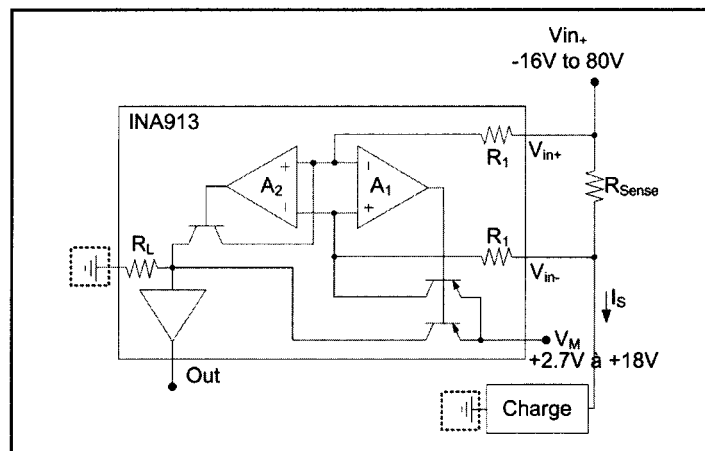 Vin+
-16V to 80V
INA913
R1
Vin+
A2
+
-
A1
-
+
RSense
RL
R1
Vin-
IS
VM
+2.7V à +18V
Out
Charge